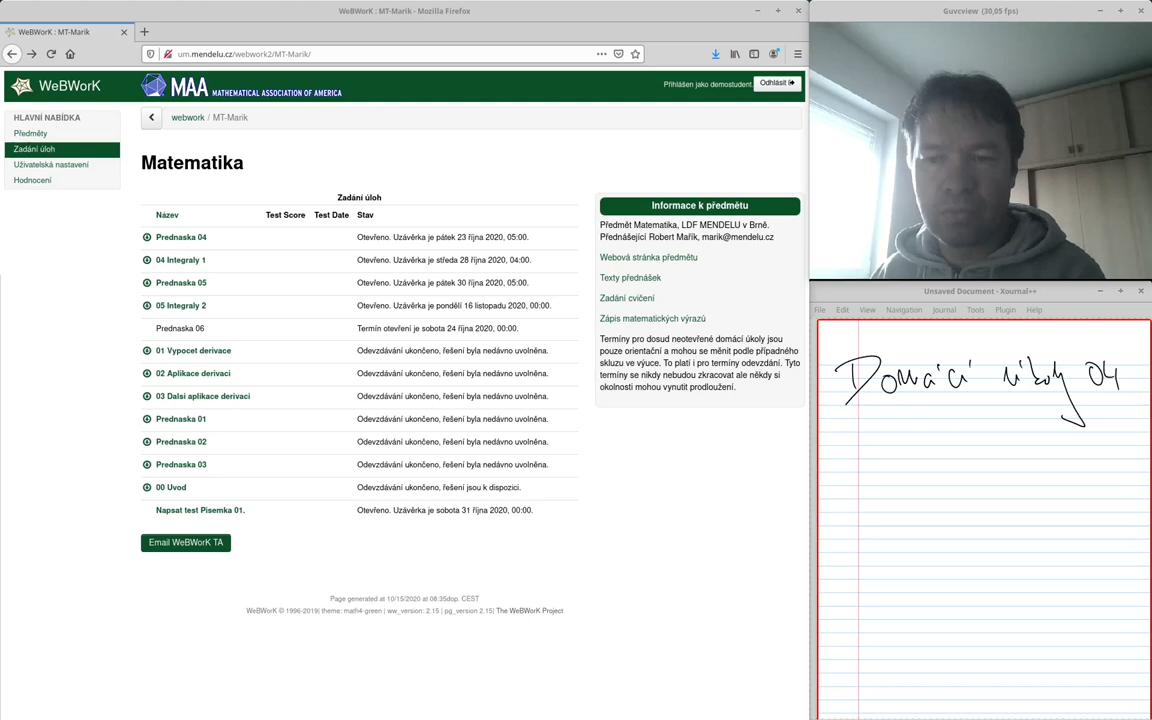 WeBWorK : MT-Marik - Mozilla Firefox
WeBWorK : MT-Marik
um.mendelu.cz/webwork2/MT-Marik/
WeBWorK
MAA MATHEMATICAL ASSOCIATION OF AMERICA
Přihlášen jako demostudent. Odhlásit
HLAVNÍ NABÍDKA
Předměty
Zadání úloh
Uživatelská nastavení
Hodnocení
webwork / MT-Marik
Matematika
Zadání úloh
Název Test Score Test Date Stav
Prednaska 04 Otevřeno. Uzávěrka je pátek 23 října 2020, 05:00.
04 Integraly 1 Otevřeno. Uzávěrka je středa 28 října 2020, 04:00.
Prednaska 05 Otevřeno. Uzávěrka je pátek 30 října 2020, 05:00.
05 Integraly 2 Otevřeno. Uzávěrka je pondělí 16 listopadu 2020, 00:00.
Prednaska 06 Termín otevření je sobota 24 října 2020, 00:00.
01 Vypocet derivace Odevzdávání ukončeno, řešení byla nedávno uvolněna.
02 Aplikace derivaci Odevzdávání ukončeno, řešení byla nedávno uvolněna.
03 Dalsi aplikace derivaci Odevzdávání ukončeno, řešení byla nedávno uvolněna.
Prednaska 01 Odevzdávání ukončeno, řešení byla nedávno uvolněna.
Prednaska 02 Odevzdávání ukončeno, řešení byla nedávno uvolněna.
Prednaska 03 Odevzdávání ukončeno, řešení byla nedávno uvolněna.
00 Uvod Odevzdávání ukončeno, řešení jsou k dispozici.
Napsat test Pisemka 01. Otevřeno. Uzávěrka je sobota 31 října 2020, 00:00.
Email WeBWorK TA
Informace k předmětu
Předmět Matematika, LDF MENDELU v Brně.
Přednášející Robert Mařík, marik@mendelu.cz
Webová stránka předmětu
Texty přednášek
Zadání cvičení
Zápis matematických výrazů
Termíny pro dosud neotevřené domácí úkoly jsou
pouze orientační a mohou se měnit podle případného
skluzu ve výuce. To platí i pro termíny odevzdání. Tyto
termíny se nikdy nebudou zkracovat ale někdy si
okolnosti mohou vynutit prodloužení.
Page generated at 10/15/2020 at 08:35dop. CEST
WeBWorK © 1996-2019| theme: math4-green | ww_version: 2.15 | pg_version 2.15| The WeBWorK Project
Guvcview (30,05 fps)
Unsaved Document - Xournal++
File Edit View Navigation Journal Tools Plugin Help
Domácí úkoly 04